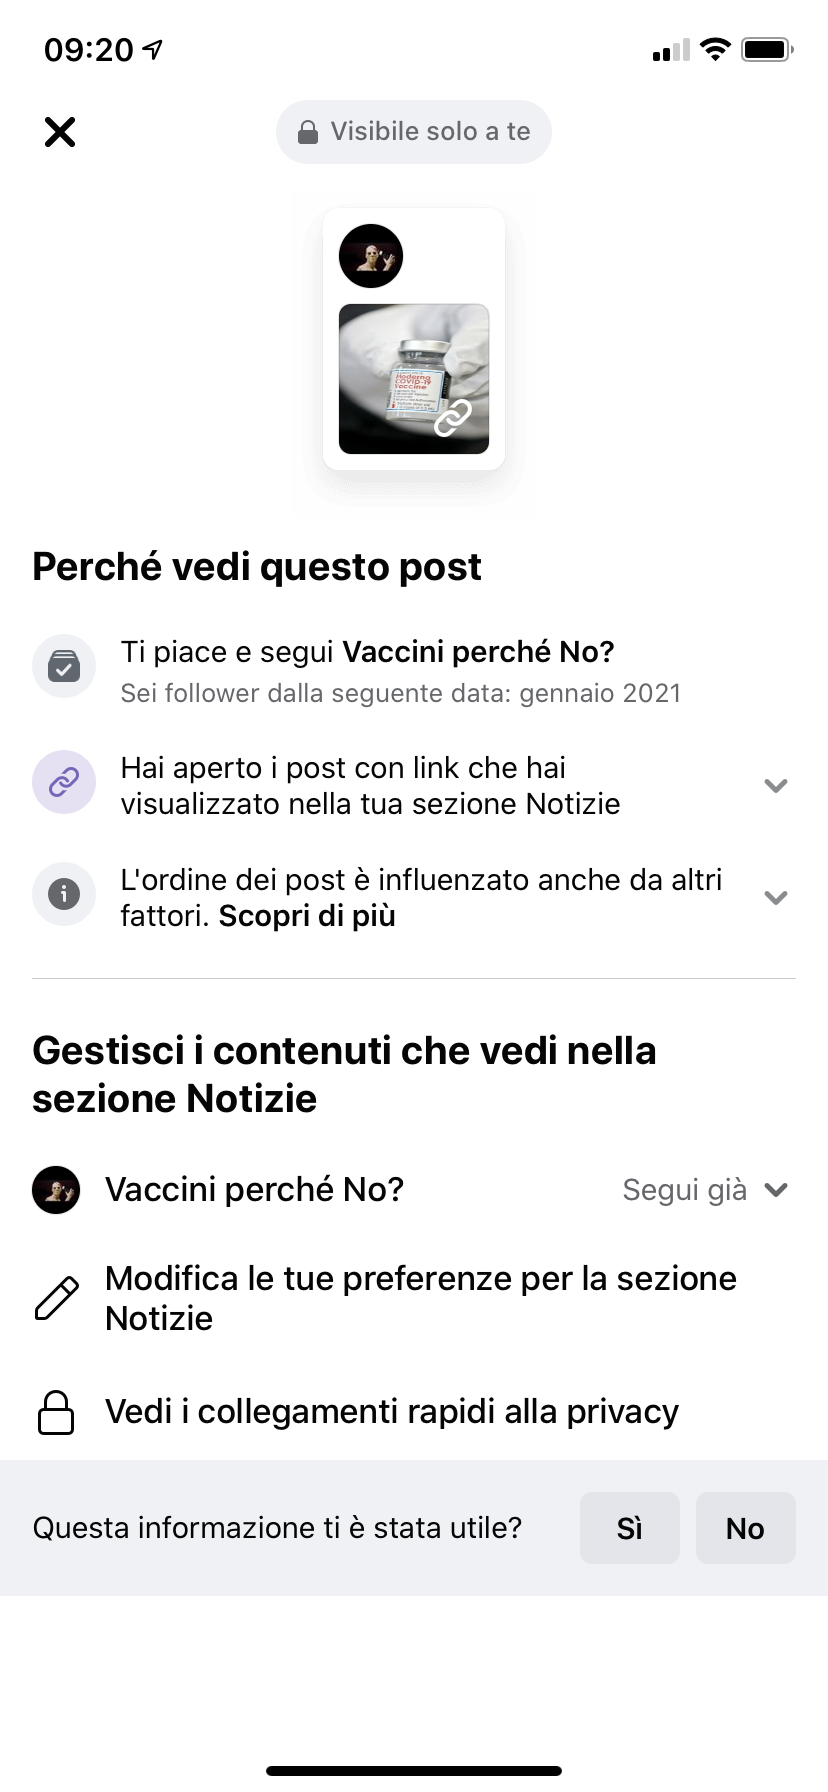 09:20
Visibile solo a te
Moderna
COVID-19
Vaccine
Perché vedi questo post
Ti piace e segui Vaccini perché No?
Sei follower dalla seguente data: gennaio 2021
Hai aperto i post con link che hai
visualizzato nella tua sezione Notizie
L'ordine dei post è influenzato anche da altri
fattori. Scopri di più
Gestisci i contenuti che vedi nella
sezione Notizie
Vaccini perché No?
Segui già
Modifica le tue preferenze per la sezione
Notizie
Vedi i collegamenti rapidi alla privacy
Questa informazione ti è stata utile?
Sì
No